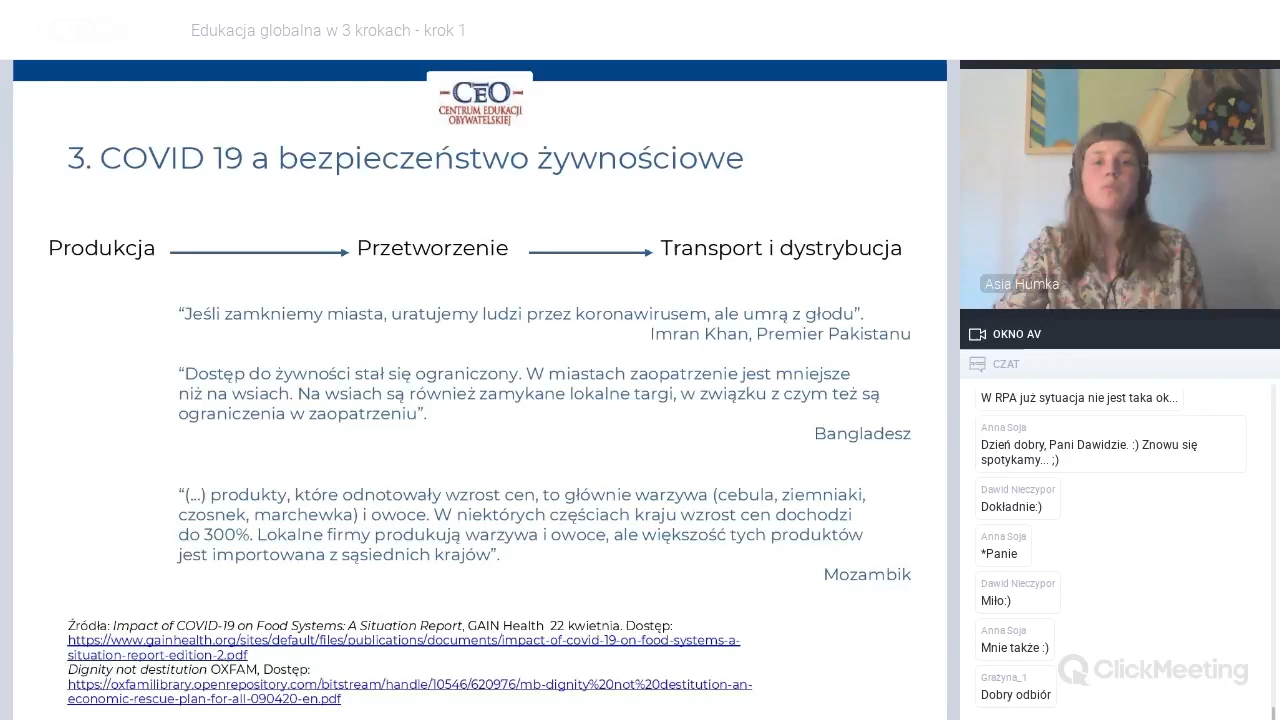 Edukacja globalna w 3 krokach - krok 1
CEO
CENTRUM EDUKACJI
OBYWATELSKIEJ
3. COVID 19 a bezpieczeństwo żywnościowe
Produkcja
Przetworzenie
Transport i dystrybucja
“Jeśli zamkniemy miasta, uratujemy ludzi przez koronawirusem, ale umrą z głodu”.
Imran Khan, Premier Pakistanu
“Dostęp do żywności stał się ograniczony. W miastach zaopatrzenie jest mniejsze
niż na wsiach. Na wsiach są również zamykane lokalne targi, w związku z czym też są
ograniczenia w zaopatrzeniu”.
Bangladesz
“(...) produkty, które odnotowały wzrost cen, to głównie warzywa (cebula, ziemniaki,
czosnek, marchewka) i owoce. W niektórych częściach kraju wzrost cen dochodzi
do 300%. Lokalne firmy produkują warzywa i owoce, ale większość tych produktów
jest importowana z sąsiednich krajów”.
Mozambik
Źródła: Impact of COVID-19 on Food Systems: A Situation Report, GAIN Health 22 kwietnia. Dostęp:
https://www.gainhealth.org/sites/default/files/publications/documents/impact-of-covid-19-on-food-systems-a-
situation-report-edition-2.pdf
Dignity not destitution OXFAM, Dostęp:
https://oxfamilibrary.openrepository.com/bitstream/handle/10546/620976/mb-dignity%20not%20destitution-an-
economic-rescue-plan-for-all-090420-en.pdf
Asia Humka
OKNO AV
CZAT
W RPA już sytuacja nie jest taka ok...
Anna Soja
Dzień dobry, Pani Dawidzie. :) Znowu się
spotykamy... ;)
Dawid Nieczypor
Dokładnie:)
Anna Soja
*Panie
Dawid Nieczypor
Miło:)
Anna Soja
Mnie także :)
Grażyna_1
Dobry odbiór
ClickMeeting